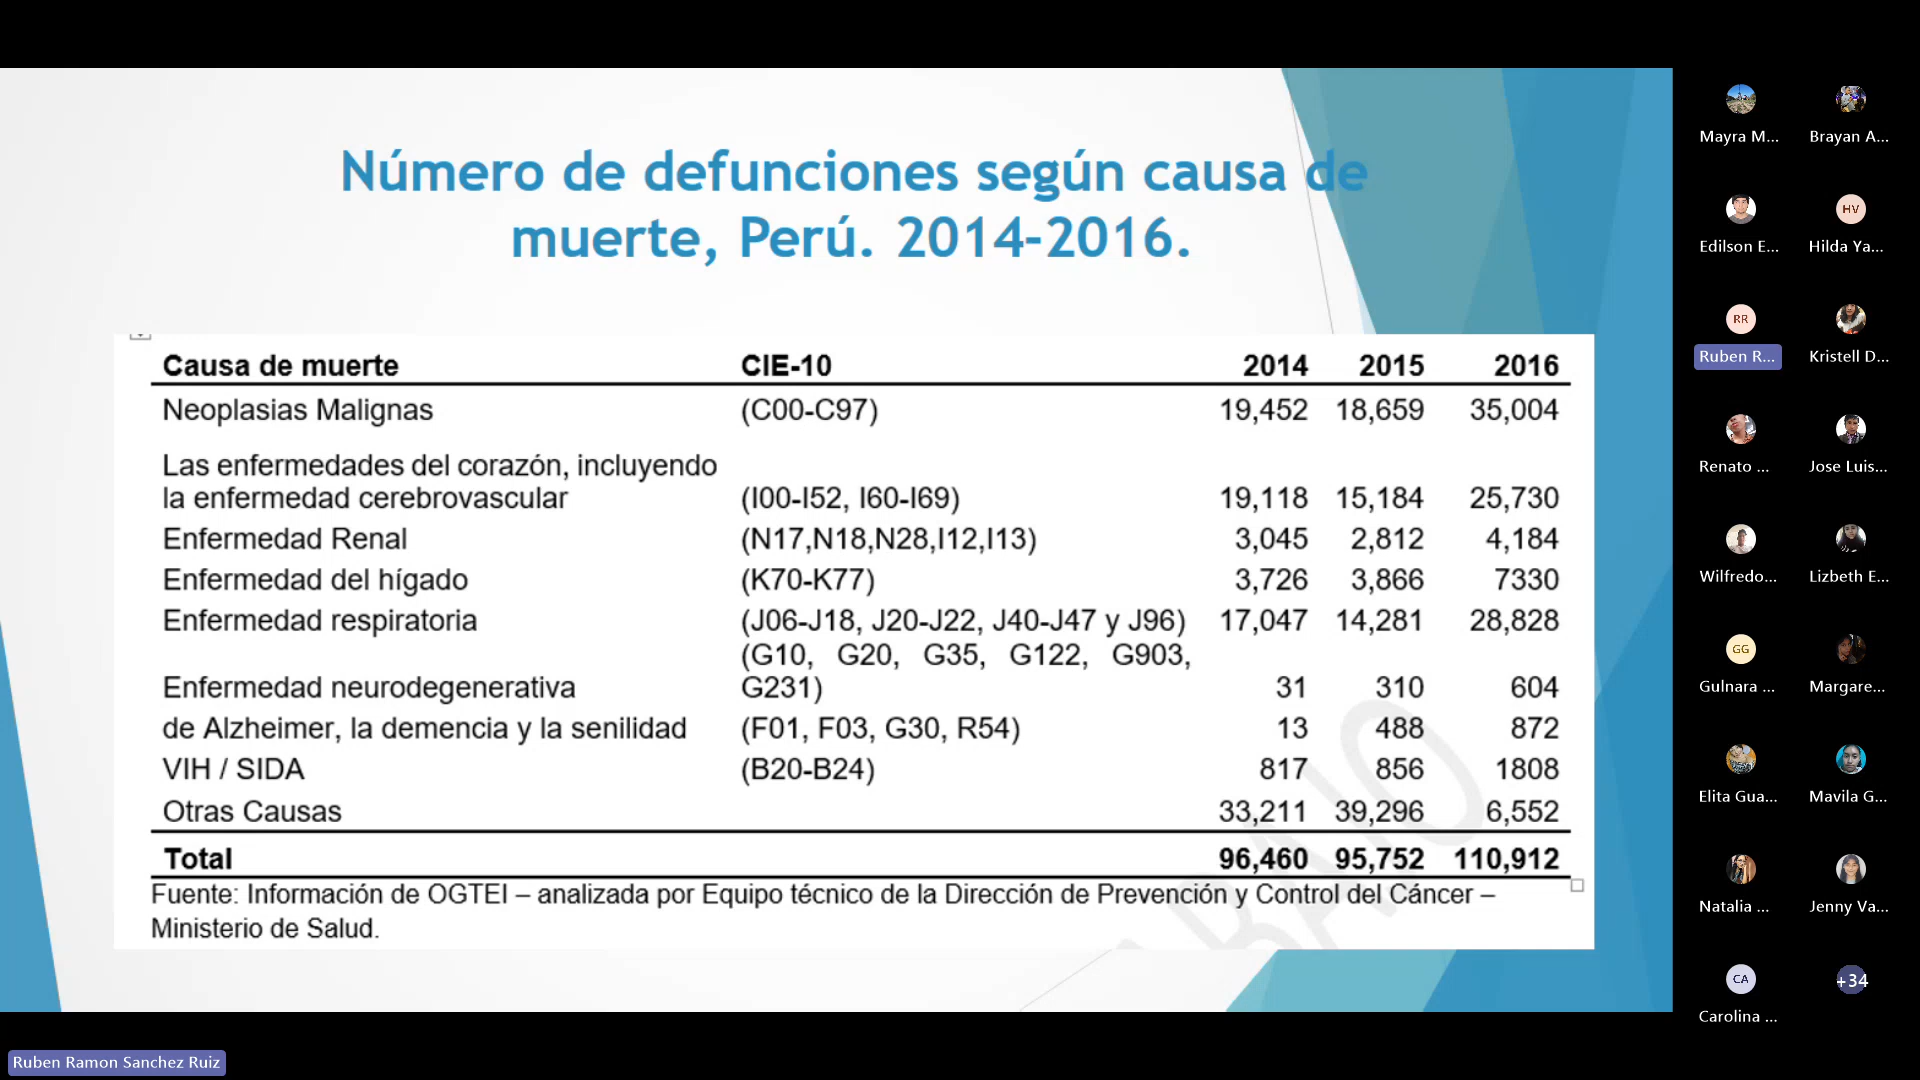 Número de defunciones según causa de
muerte, Perú. 2014-2016.
Causa de muerte CIE-10 2014 2015 2016
Neoplasias Malignas (C00-C97) 19,452 18,659 35,004
Las enfermedades del corazón, incluyendo
la enfermedad cerebrovascular (I00-I52, I60-I69) 19,118 15,184 25,730
Enfermedad Renal (N17,N18,N28,I12,I13) 3,045 2,812 4,184
Enfermedad del hígado (K70-K77) 3,726 3,866 7330
Enfermedad respiratoria (J06-J18, J20-J22, J40-J47 y J96) 17,047 14,281 28,828
(G10, G20, G35, G122, G903,
Enfermedad neurodegenerativa G231) 31 310 604
de Alzheimer, la demencia y la senilidad (F01, F03, G30, R54) 13 488 872
VIH / SIDA (B20-B24) 817 856 1808
Otras Causas 33,211 39,296 6,552
Total 96,460 95,752 110,912
Fuente: Información de OGTEI – analizada por Equipo técnico de la Dirección de Prevención y Control del Cáncer –
Ministerio de Salud.
Mayra M... Brayan A...
Edilson E... HV Hilda Ya...
RR Ruben R... Kristell D...
Renato ... Jose Luis...
Wilfredo... Lizbeth E...
GG Gulnara ... Margare...
Elita Gua... Mavila G...
Natalia ... Jenny Va...
CA Carolina ... +34
Ruben Ramon Sanchez Ruiz